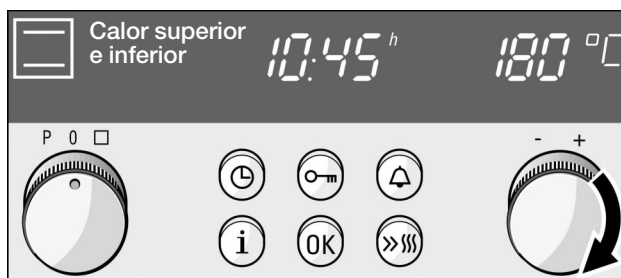 Calor superior
e inferior
10:45 h
180 °C
P 0
- +
i OK